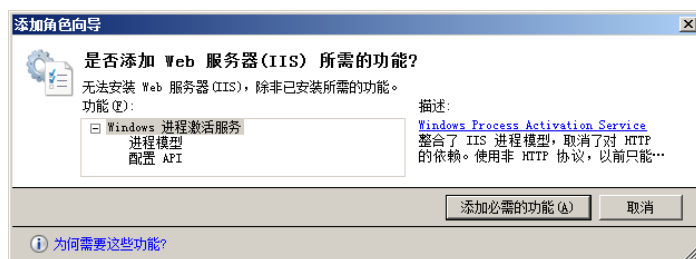 添加角色向导
是否添加 Web 服务器(IIS) 所需的功能?
无法安装 Web 服务器(IIS)，除非已安装所需的功能。
功能(F):
描述:
Windows 进程激活服务
进程模型
配置 API
Windows Process Activation Service
整合了 IIS 进程模型，取消了对 HTTP
的依赖。使用非 HTTP 协议，以前只能…
添加必需的功能(A)
取消
为何需要这些功能?